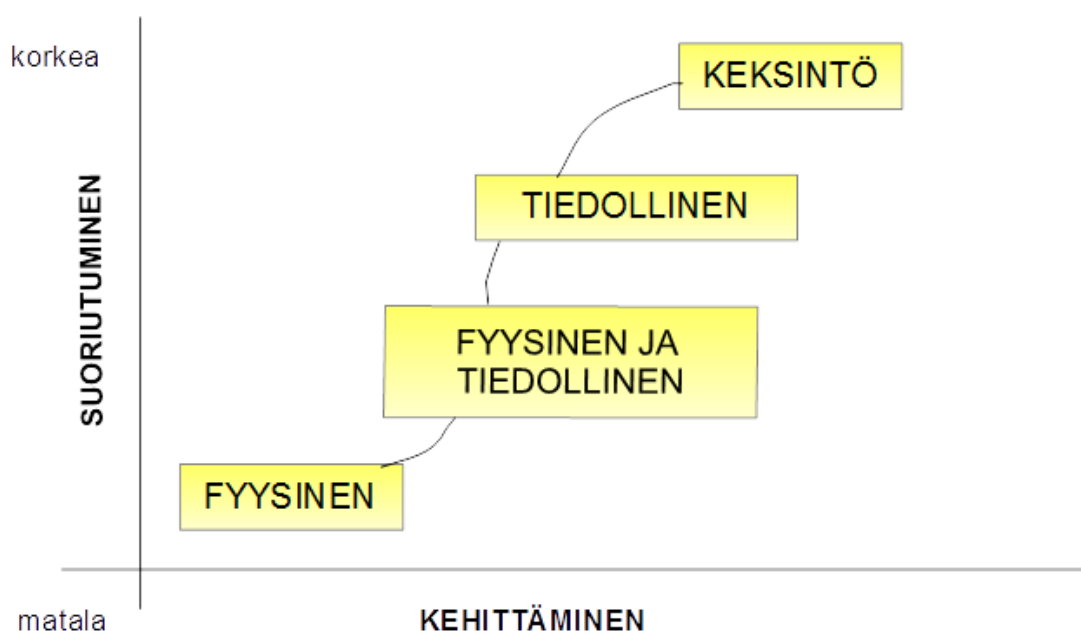 korkea
KEKSINTÖ
TIEDOLLINEN
SUORIUTUMINEN
FYYSINEN JA
TIEDOLLINEN
FYYSINEN
matala
KEHITTÄMINEN